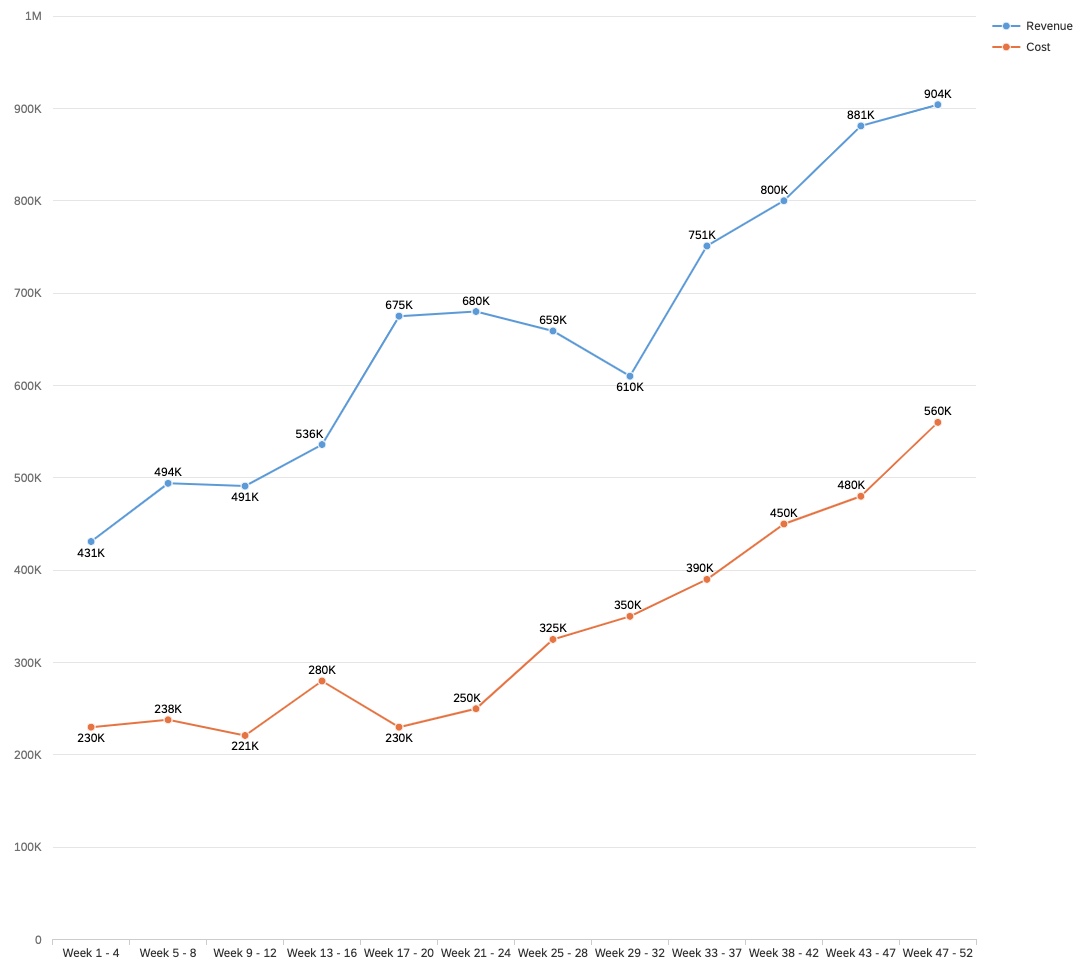 1M
Revenue
Cost
904K
900K
881K
800K
800K
751K
700K
675K
680K
659K
600K
610K
560K
536K
500K
494K
491K
480K
450K
431K
400K
390K
350K
325K
300K
280K
250K
238K
230K
221K
230K
200K
100K
0
Week 1 - 4 Week 5 - 8 Week 9 - 12 Week 13 - 16 Week 17 - 20 Week 21 - 24 Week 25 - 28 Week 29 - 32 Week 33 - 37 Week 38 - 42 Week 43 - 47 Week 47 - 52